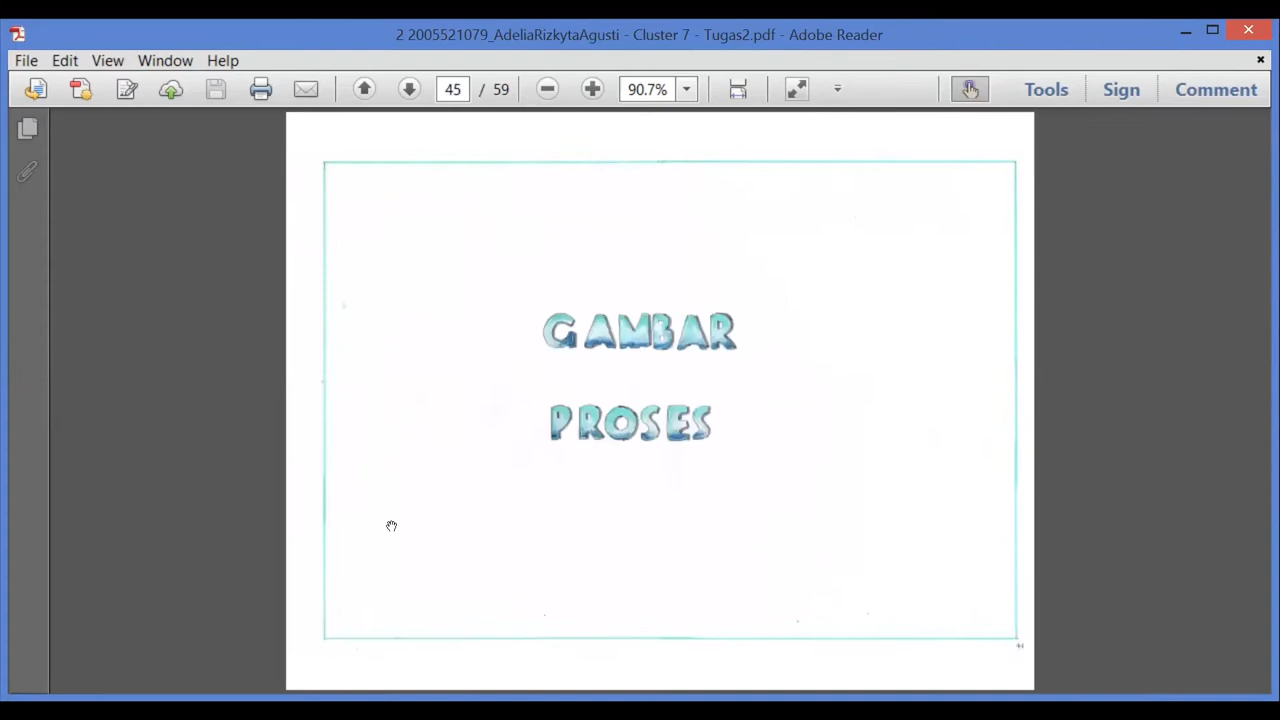 2 2005521079_AdeliaRizkytaAgusti - Cluster 7 - Tugas2.pdf - Adobe Reader
File Edit View Window Help
45 / 59 90.7% Tools Sign Comment
GAMBAR
PROSES